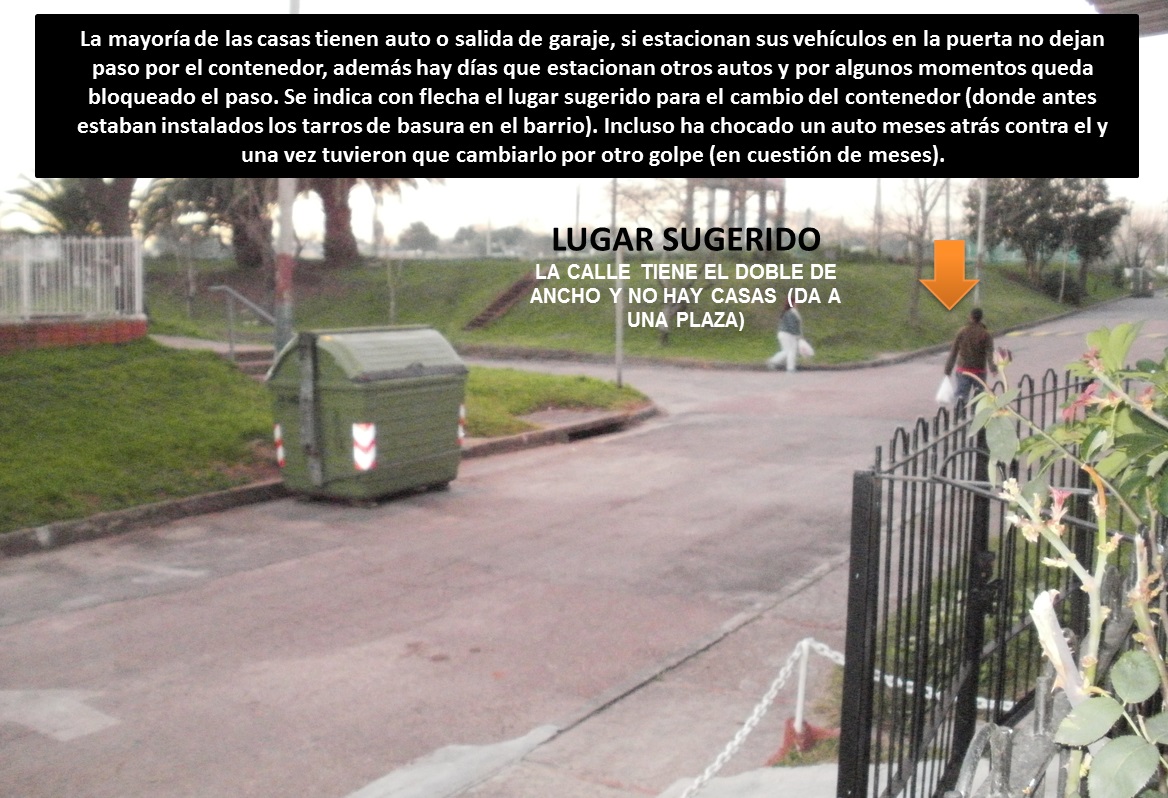 La mayoría de las casas tienen auto o salida de garaje, si estacionan sus vehículos en la puerta no dejan
paso por el contenedor, además hay días que estacionan otros autos y por algunos momentos queda
bloqueado el paso. Se indica con flecha el lugar sugerido para el cambio del contenedor (donde antes
estaban instalados los tarros de basura en el barrio). Incluso ha chocado un auto meses atrás contra el y
una vez tuvieron que cambiarlo por otro golpe (en cuestión de meses).
LUGAR SUGERIDO
LA CALLE TIENE EL DOBLE DE
ANCHO Y NO HAY CASAS (DA A
UNA PLAZA)